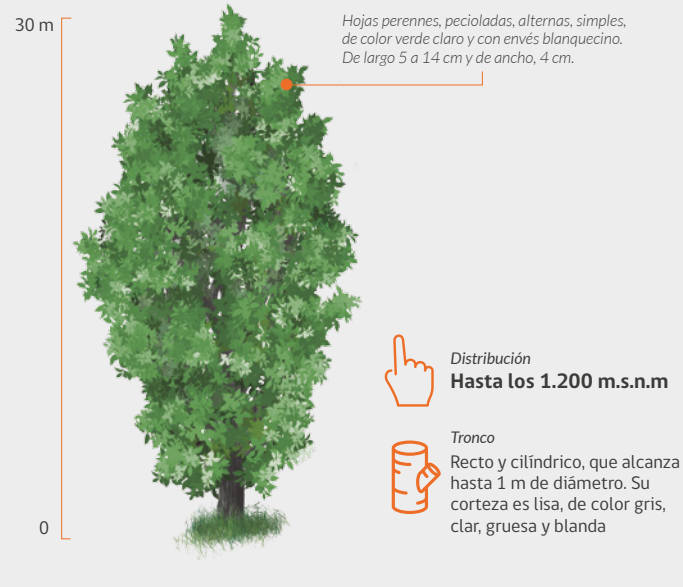 30 m
Hojas perennes, pecioladas, alternas, simples,
de color verde claro y con envés blanquecino.
De largo 5 a 14 cm y de ancho, 4 cm.
Distribución
Hasta los 1.200 m.s.n.m
Tronco
Recto y cilíndrico, que alcanza
hasta 1 m de diámetro. Su
corteza es lisa, de color gris,
clar, gruesa y blanda
0